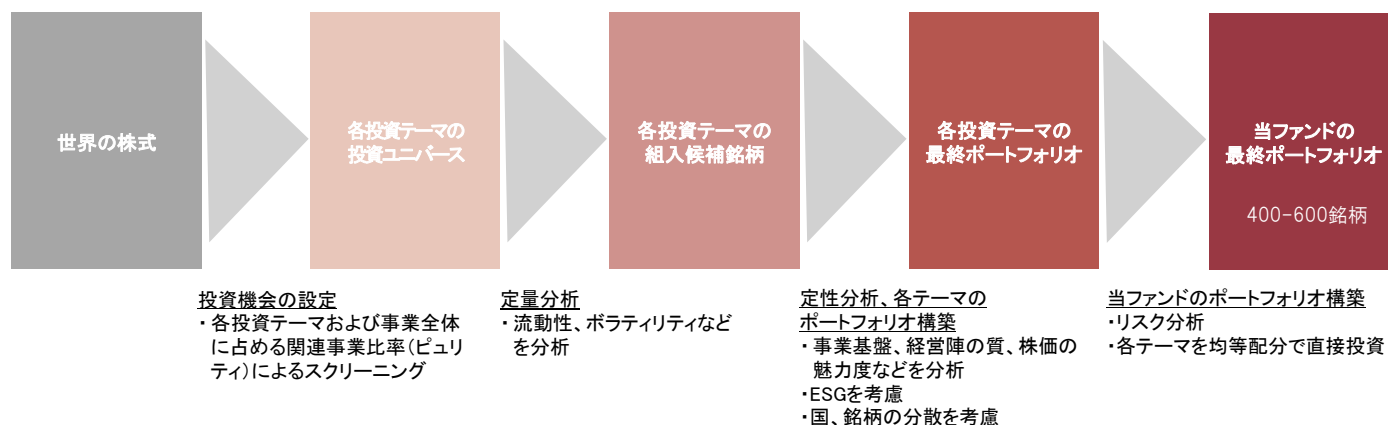 世界の株式
各投資テーマの
投資ユニバース
各投資テーマの
組入候補銘柄
各投資テーマの
最終ポートフォリオ
当ファンドの
最終ポートフォリオ
400-600銘柄
投資機会の設定
・各投資テーマおよび事業全体
に占める関連事業比率(ピュリ
ティ)によるスクリーニング
定量分析
・流動性、ボラティリティなど
を分析
定性分析、各テーマの
ポートフォリオ構築
・事業基盤、経営陣の質、株価の
魅力度などを分析
・ESGを考慮
・国、銘柄の分散を考慮
当ファンドのポートフォリオ構築
・リスク分析
・各テーマを均等配分で直接投資